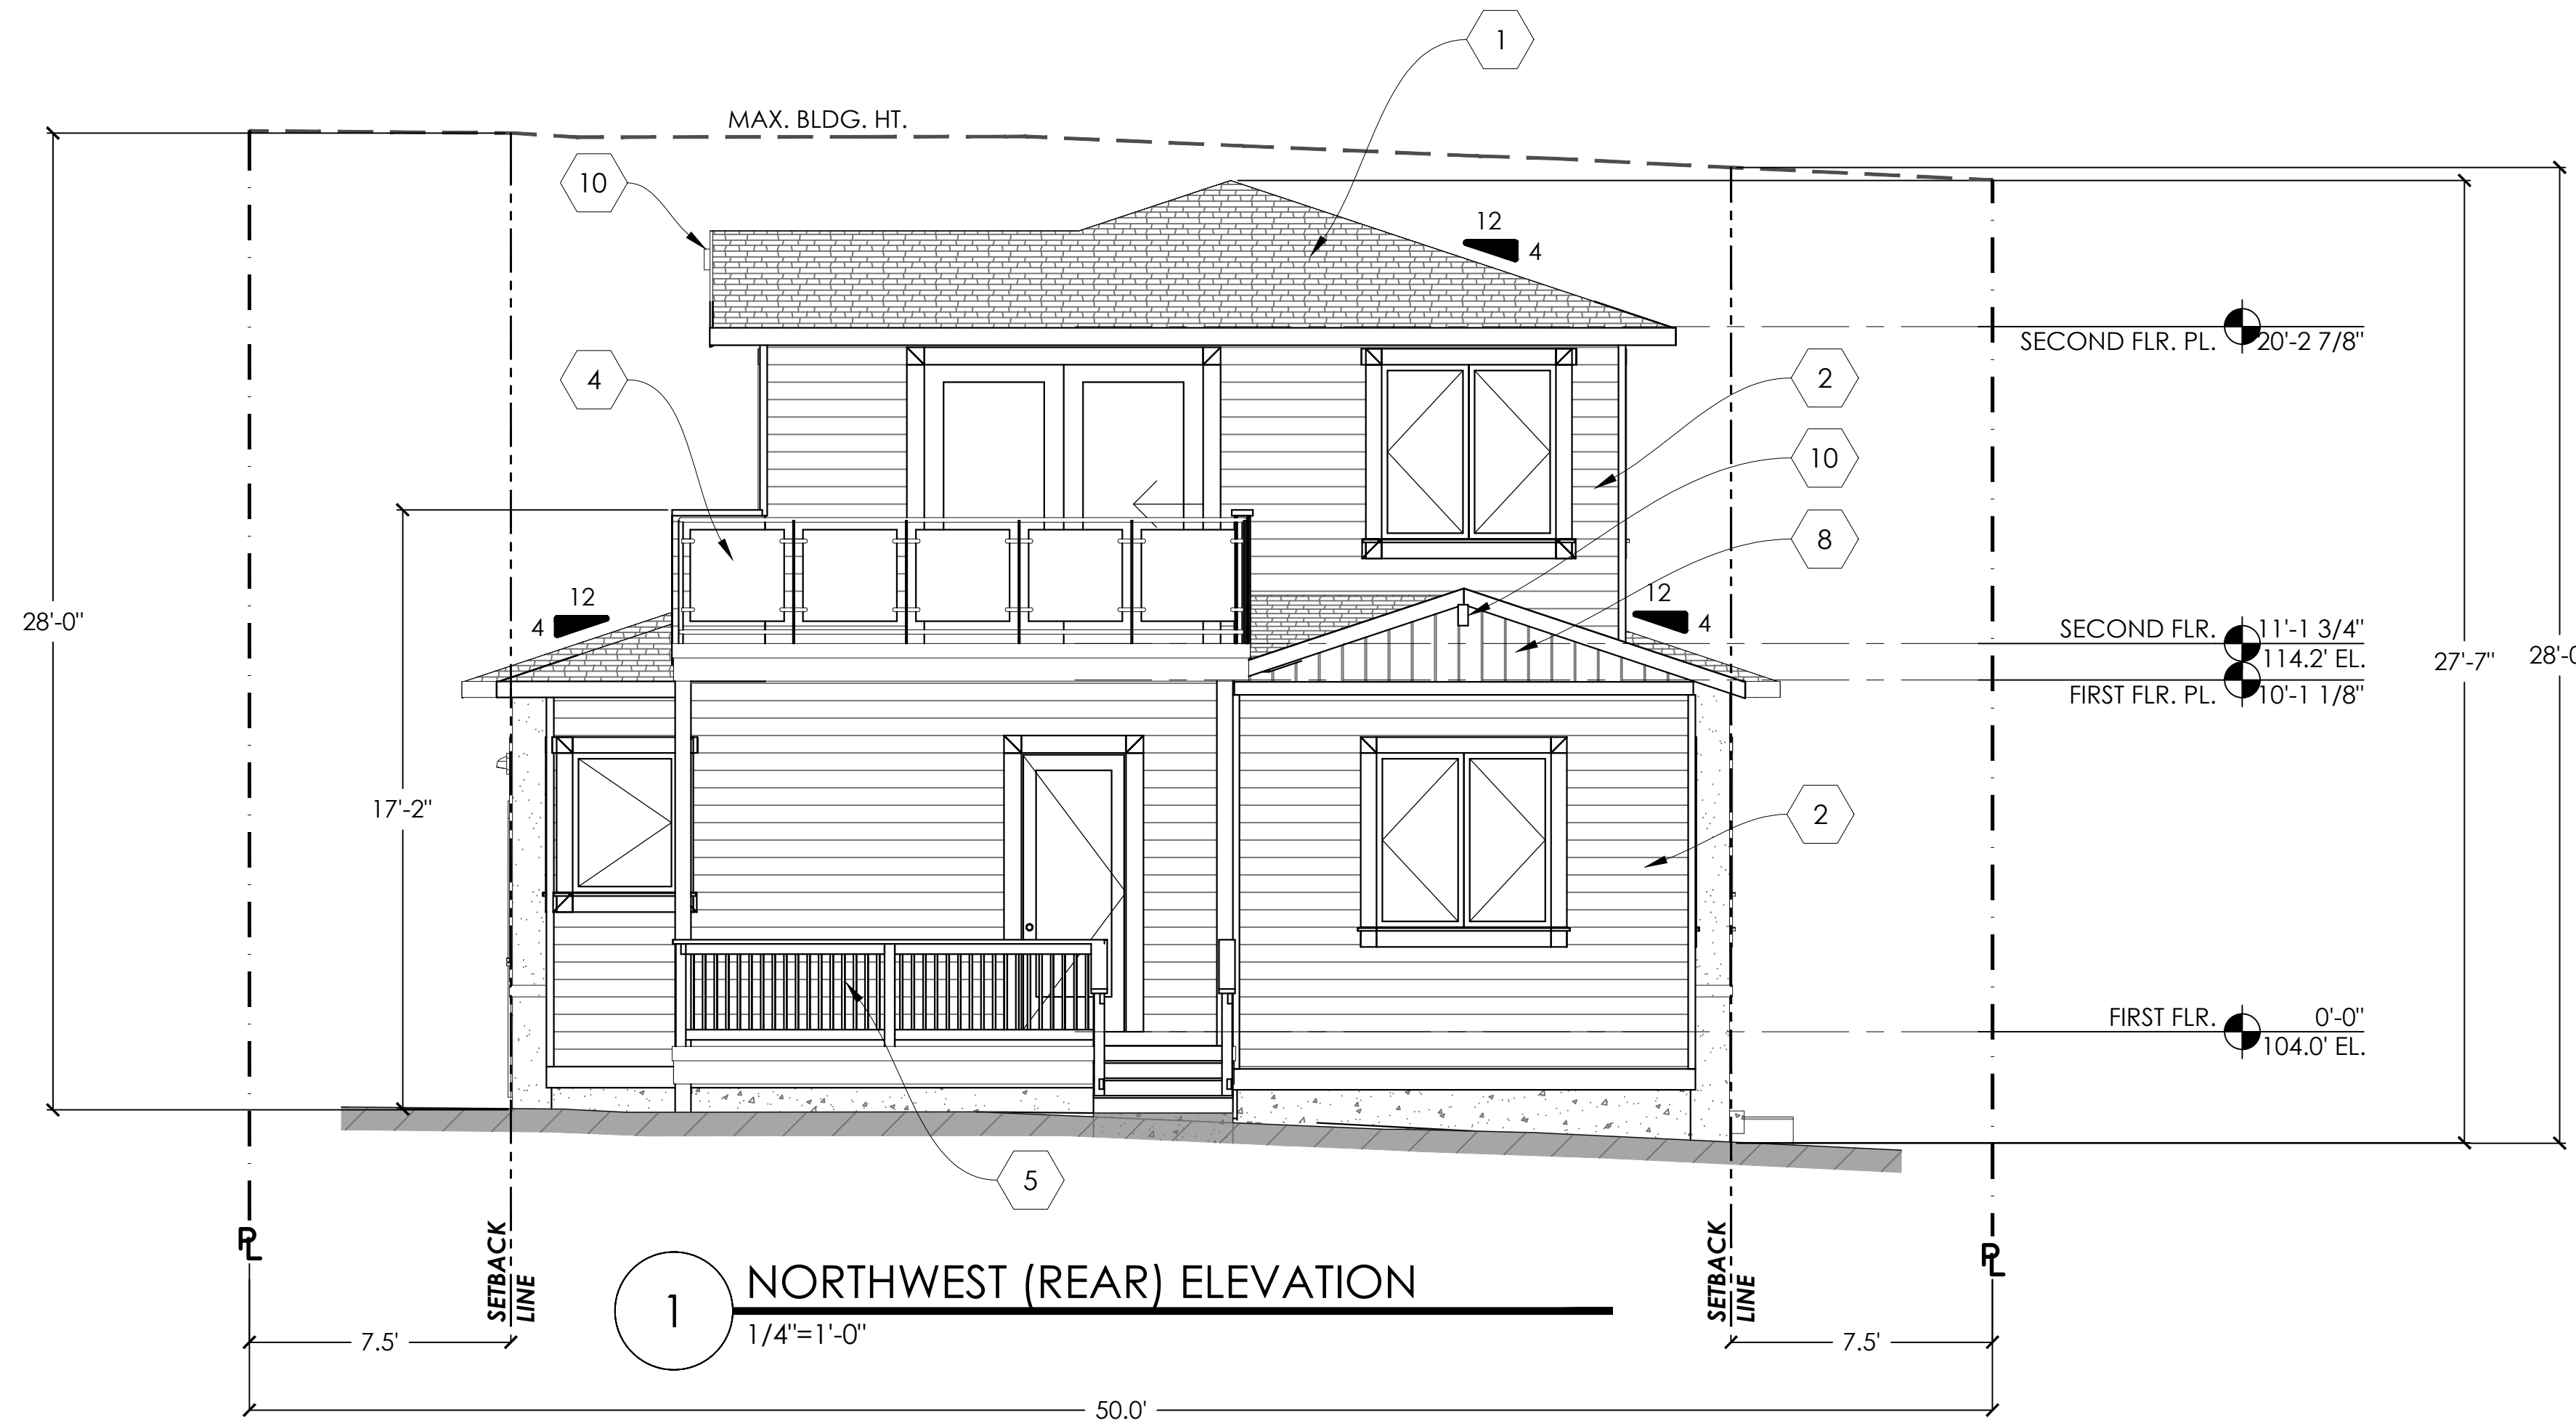 1
MAX. BLDG. HT.
10
12
4
SECOND FLR. PL. 20'-2 7/8"
4
2
10
8
12
4
12
4
28'-0"
SECOND FLR. 11'-1 3/4"
114.2' EL.
27'-7"
FIRST FLR. PL. 10'-1 1/8"
17'-2"
2
FIRST FLR. 0'-0"
104.0' EL.
5
PL
PL
SETBACK
LINE
SETBACK
LINE
1
NORTHWEST (REAR) ELEVATION
1/4"=1'-0"
7.5'
7.5'
50.0'